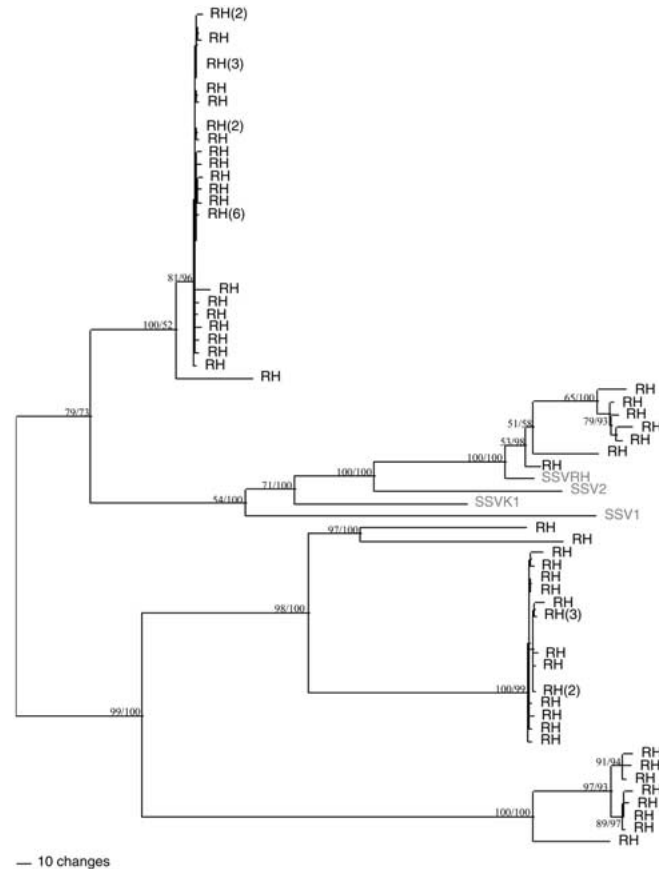 RH(2)
RH
RH(3)
RH
RH
RH(2)
RH
RH
RH
RH
RH
RH
RH(6)
81/96
RH
RH
RH
100/52
RH
RH
RH
RH
RH
RH
65/100
RH
RH
79/73
79/93
51/58
RH
RH
53/98
RH
100/100
RH
SSVRH
100/100
71/100
SSV2
54/100
SSVK1
SSV1
97/100
RH
RH
RH
RH
RH
RH
RH
98/100
RH(3)
RH
RH
100/99
RH(2)
RH
99/100
RH
RH
RH
RH
91/94
RH
RH
97/93
RH
RH
100/100
89/97
RH
RH
— 10 changes